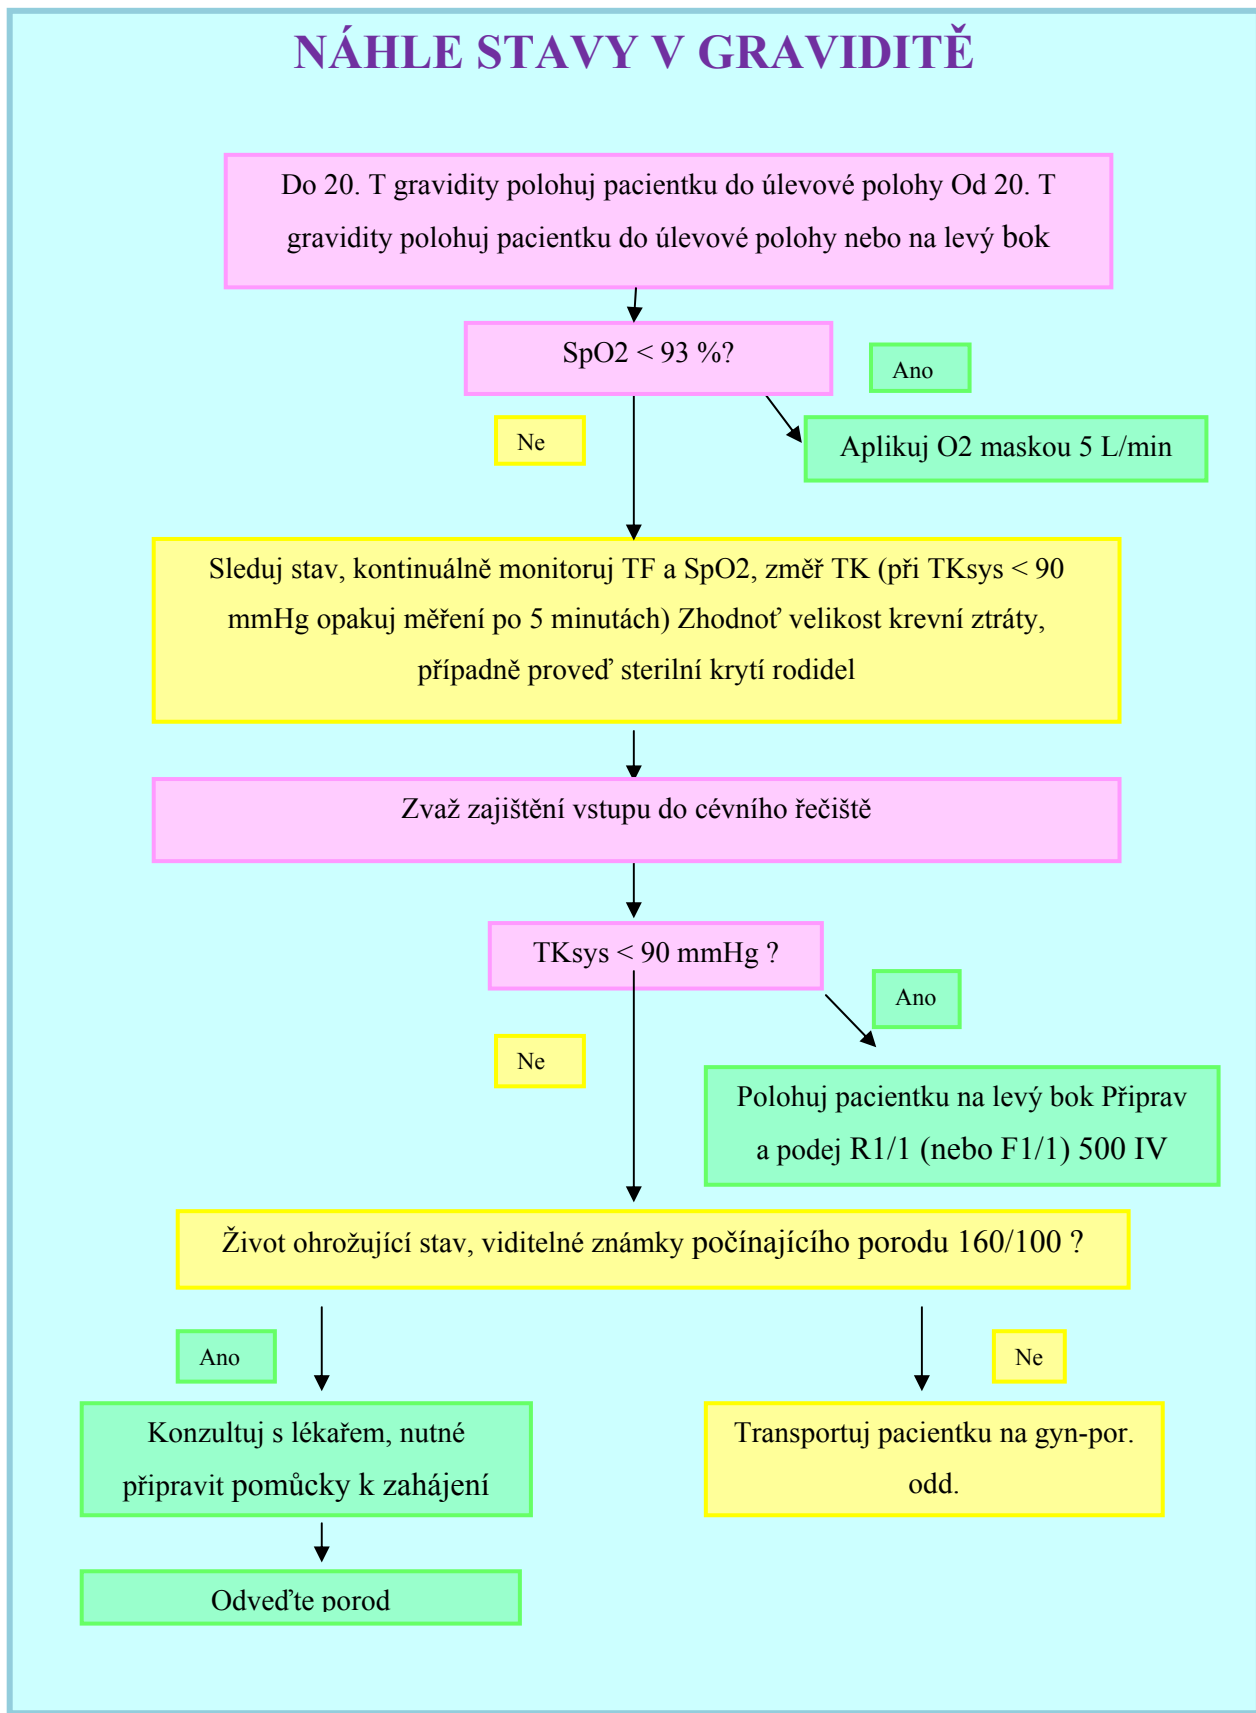 NÁHLE STAVY V GRAVIDITĚ
Do 20. T gravidity polohuj pacientku do úlevové polohy Od 20. T
gravidity polohuj pacientku do úlevové polohy nebo na levý bok
SpO2 < 93 %?
Ano
Ne
Aplikuj O2 maskou 5 L/min
Sleduj stav, kontinuálně monitoruj TF a SpO2, změř TK (při TKsys < 90
mmHg opakuj měření po 5 minutách) Zhodnoť velikost krevní ztráty,
případně proveď sterilní krytí rodidel
Zvaž zajištění vstupu do cévního řečiště
TKsys < 90 mmHg ?
Ano
Ne
Polohuj pacientku na levý bok Připrav
a podej R1/1 (nebo F1/1) 500 IV
Život ohrožující stav, viditelné známky počínajícího porodu 160/100 ?
Ano
Ne
Konzultuj s lékařem, nutné
připravit pomůcky k zahájení
Transportuj pacientku na gyn-por.
odd.
Odveďte porod